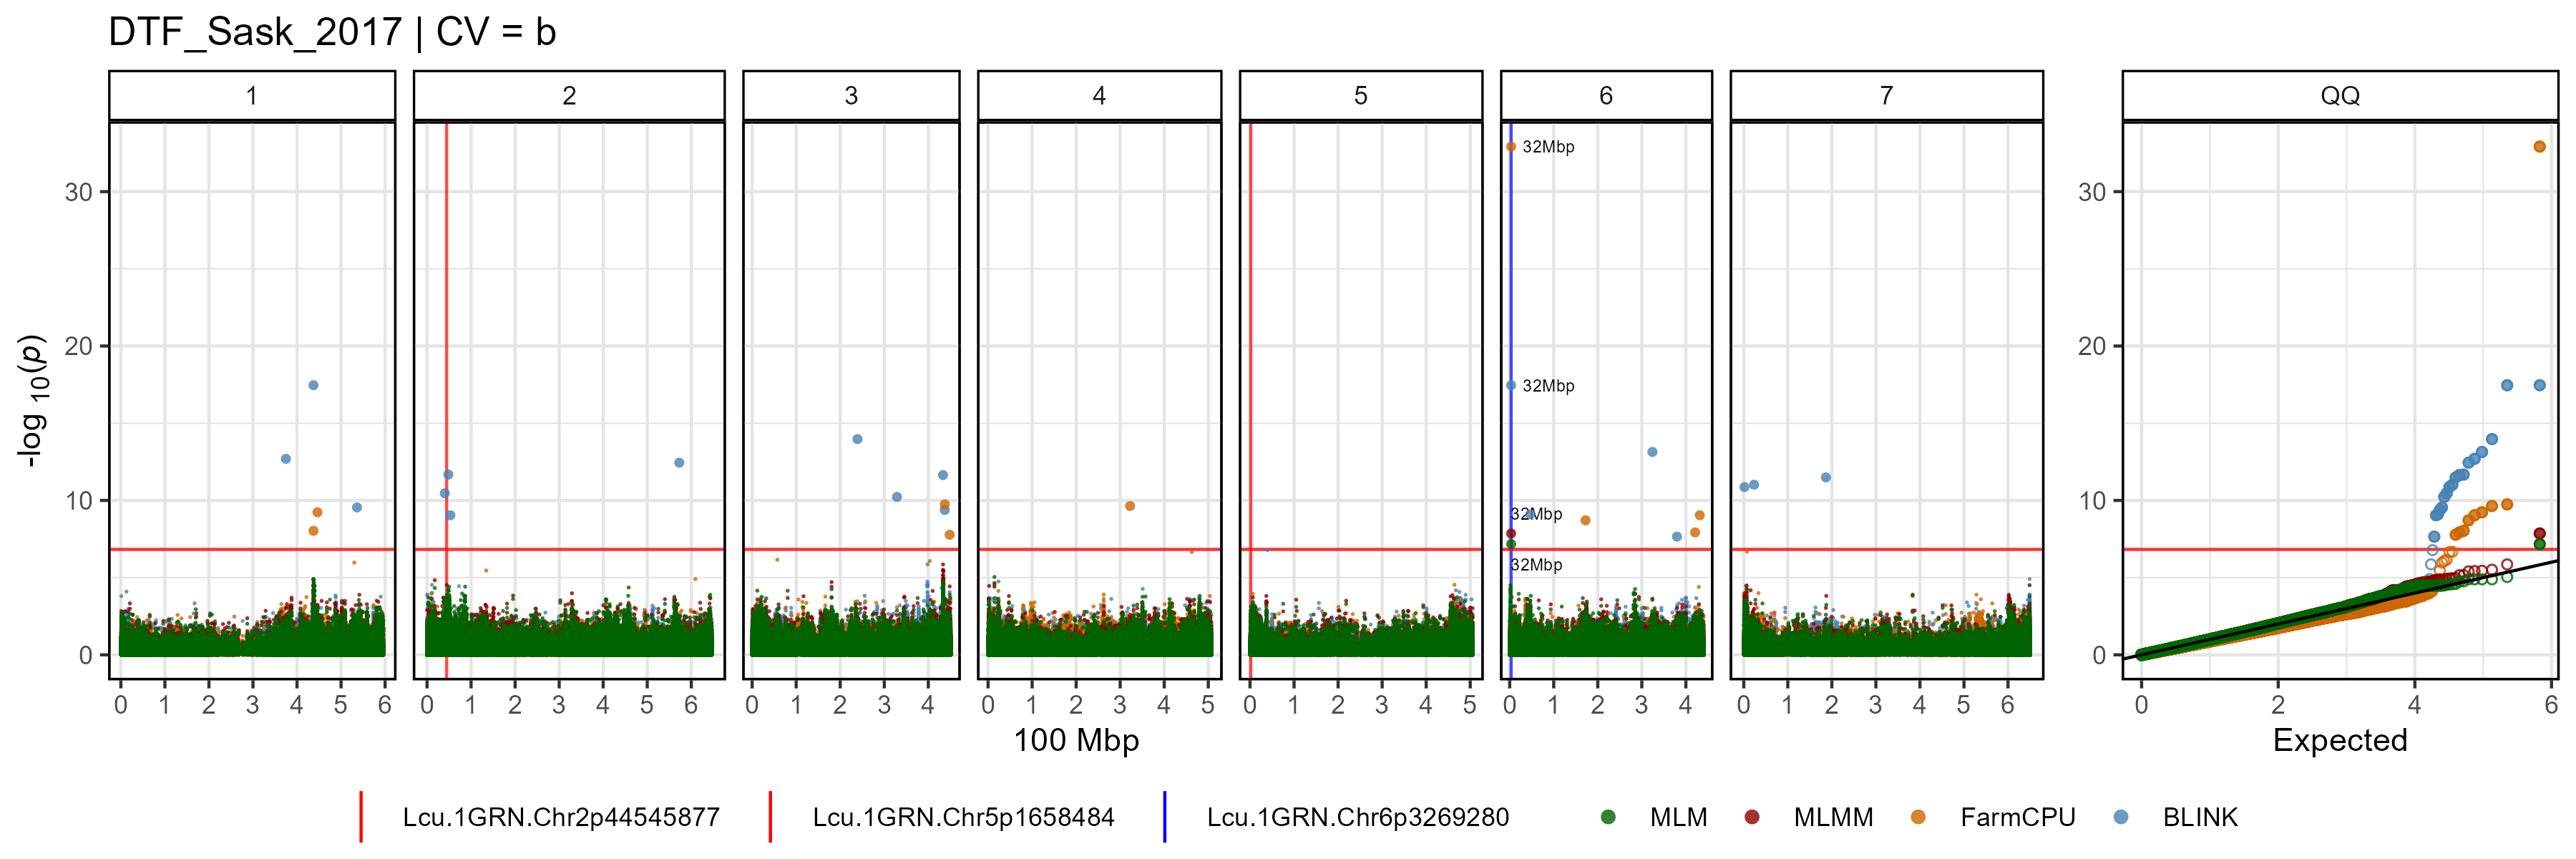 DTF_Sask_2017 | CV = b
1 2 3 4 5 6 7 QQ
-log 10(p)
30
20
10
0
32Mbp
32Mbp
32Mbp
32Mbp
30
20
10
0
0 1 2 3 4 5 6
0 1 2 3 4 5 6
0 1 2 3 4
0 1 2 3 4 5
0 1 2 3 4 5
0 1 2 3 4
0 1 2 3 4 5 6
0 2 4 6
100 Mbp
Expected
Lcu.1GRN.Chr2p44545877 Lcu.1GRN.Chr5p1658484 Lcu.1GRN.Chr6p3269280 MLM MLMM FarmCPU BLINK